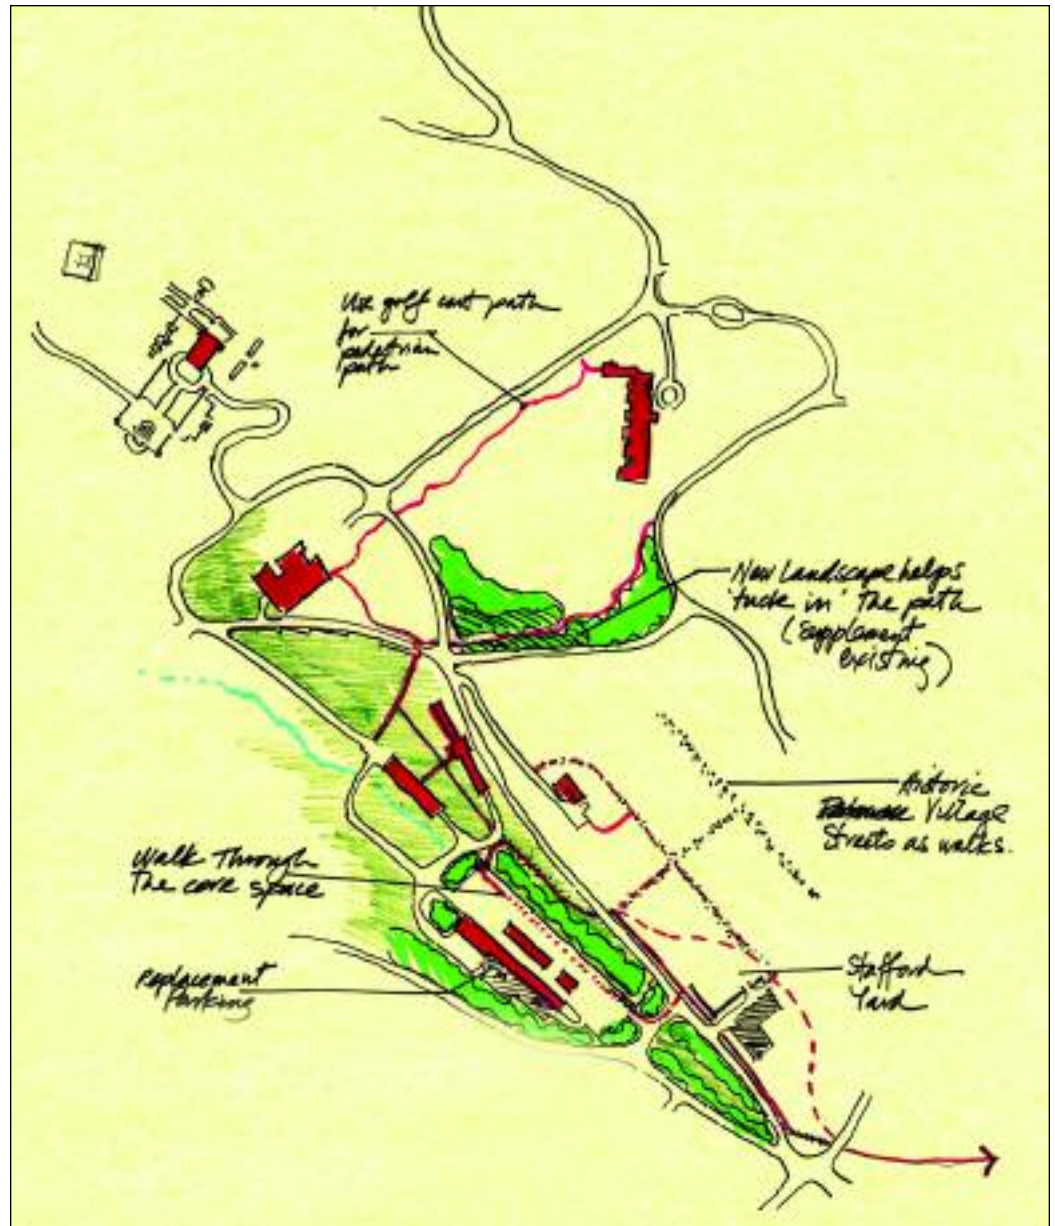 Use golf cart path
for
pedestrian
path
New Landscape helps
'tuck in' the path
(Supplement
existing)
Historic
Village
Streets as walks.
Walk Through
The core space
Replacement
Parking
Stafford
Yard